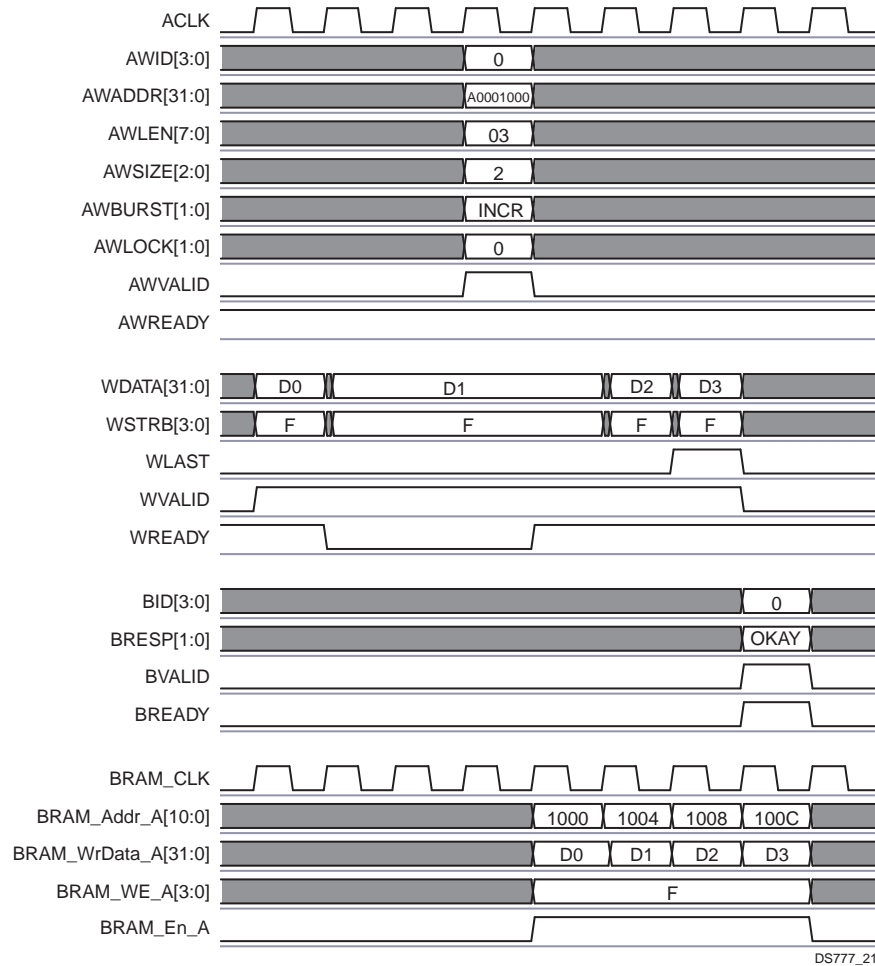 ACLK
AWID[3:0] 0
AWADDR[31:0] A0001000
AWLEN[7:0] 03
AWSIZE[2:0] 2
AWBURST[1:0] INCR
AWLOCK[1:0] 0
AWVALID
AWREADY
WDATA[31:0] D0 D1 D2 D3
WSTRB[3:0] F F F F
WLAST
WVALID
WREADY
BID[3:0] 0
BRESP[1:0] OKAY
BVALID
BREADY
BRAM_CLK
BRAM_Addr_A[10:0] 1000 1004 1008 100C
BRAM_WrData_A[31:0] D0 D1 D2 D3
BRAM_WE_A[3:0] F
BRAM_En_A
DS777_21